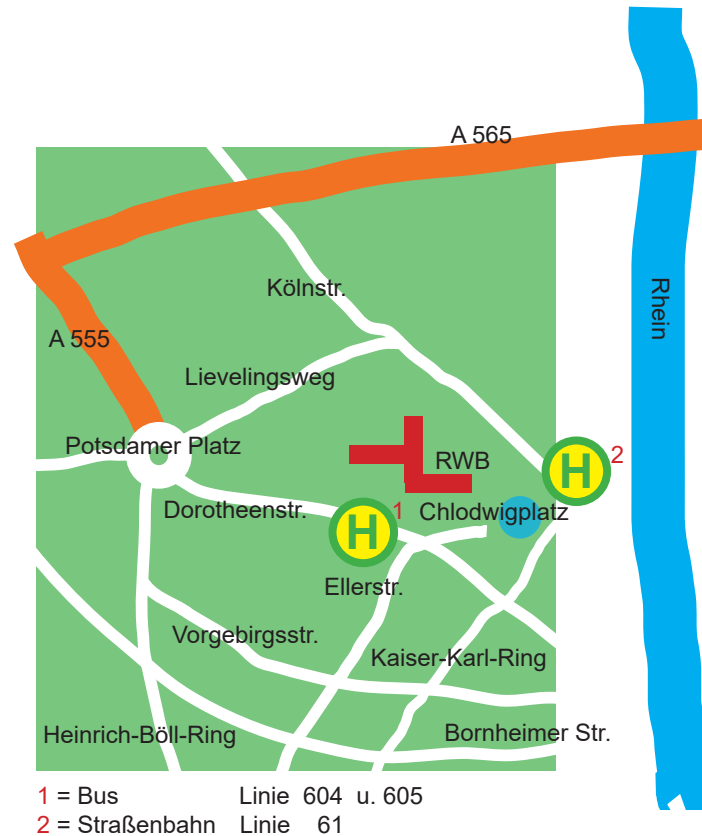 A 565
Kölnstr.
Rhein
A 555
Lievelingsweg
Potsdamer Platz
RWB
H 2
Dorotheenstr.
H 1
Chlodwigplatz
Ellerstr.
Vorgebirgsstr.
Kaiser-Karl-Ring
Heinrich-Böll-Ring
Bornheimer Str.
1 = Bus Linie 604 u. 605
2 = Straßenbahn Linie 61